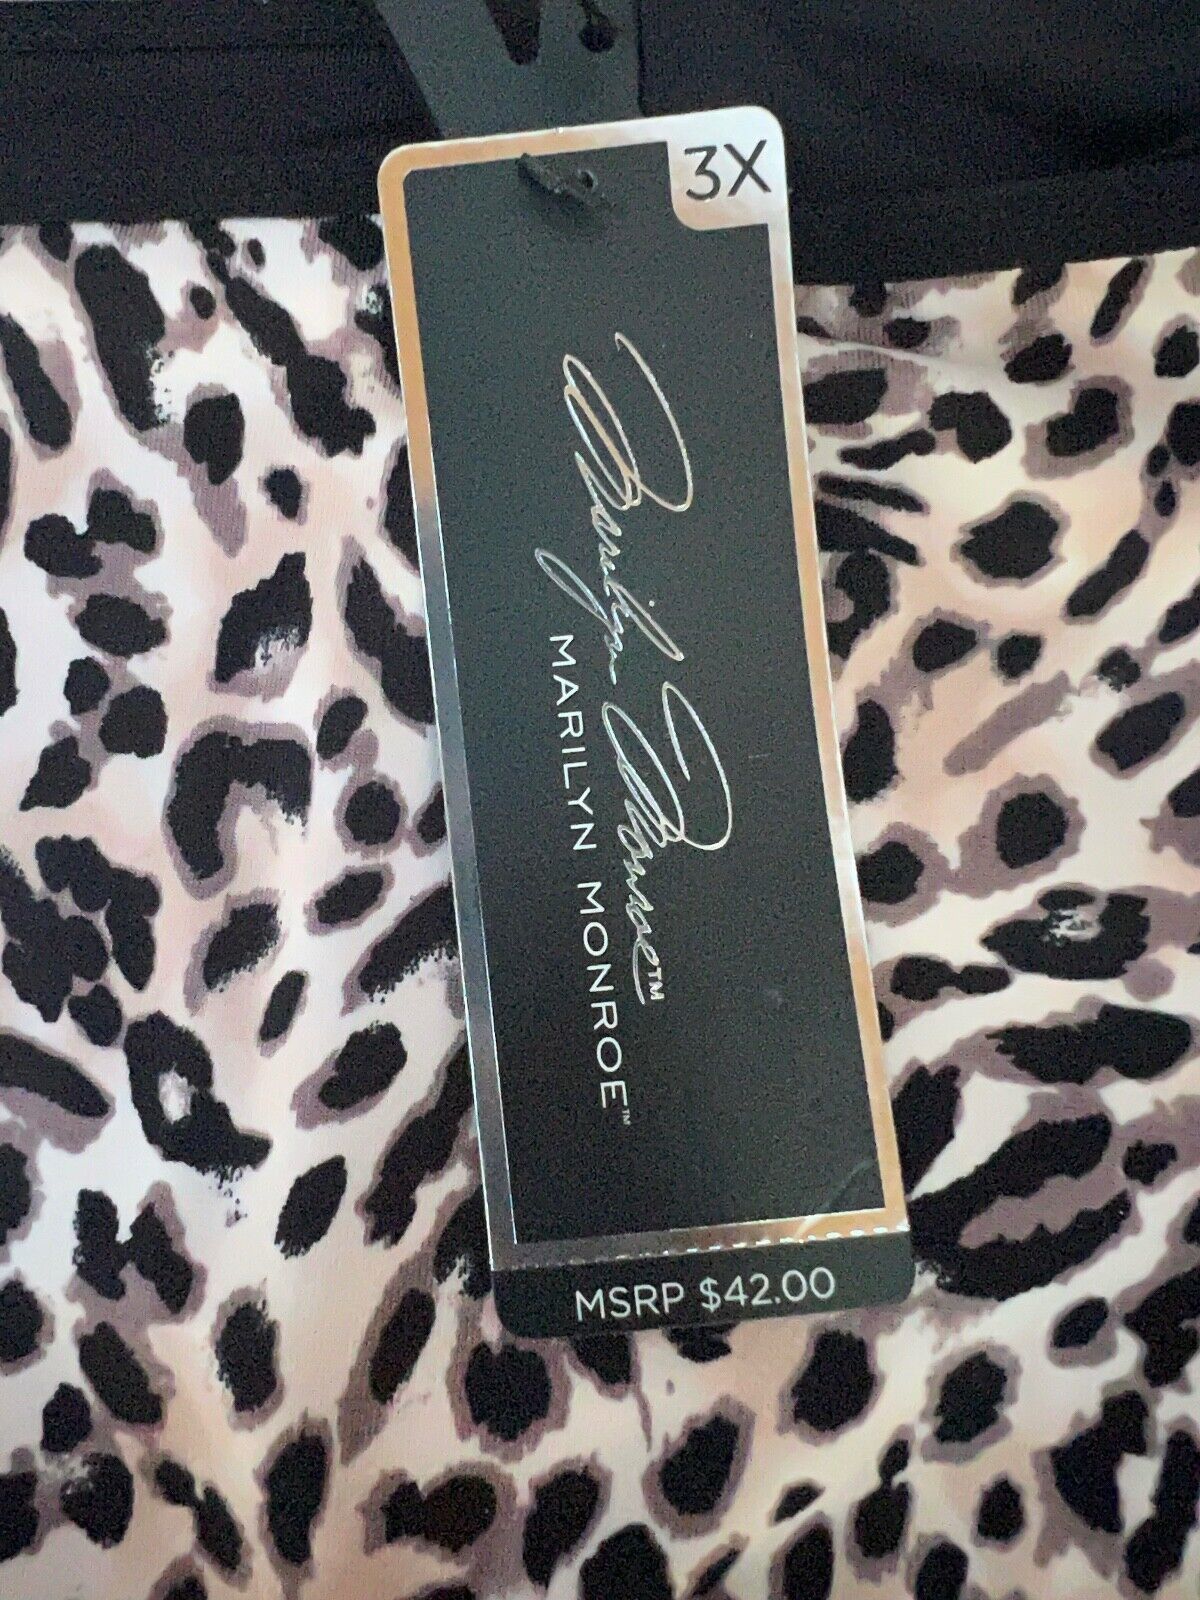 3X
Marilyn Monroe™
MARILYN MONROE™
MSRP $42.00